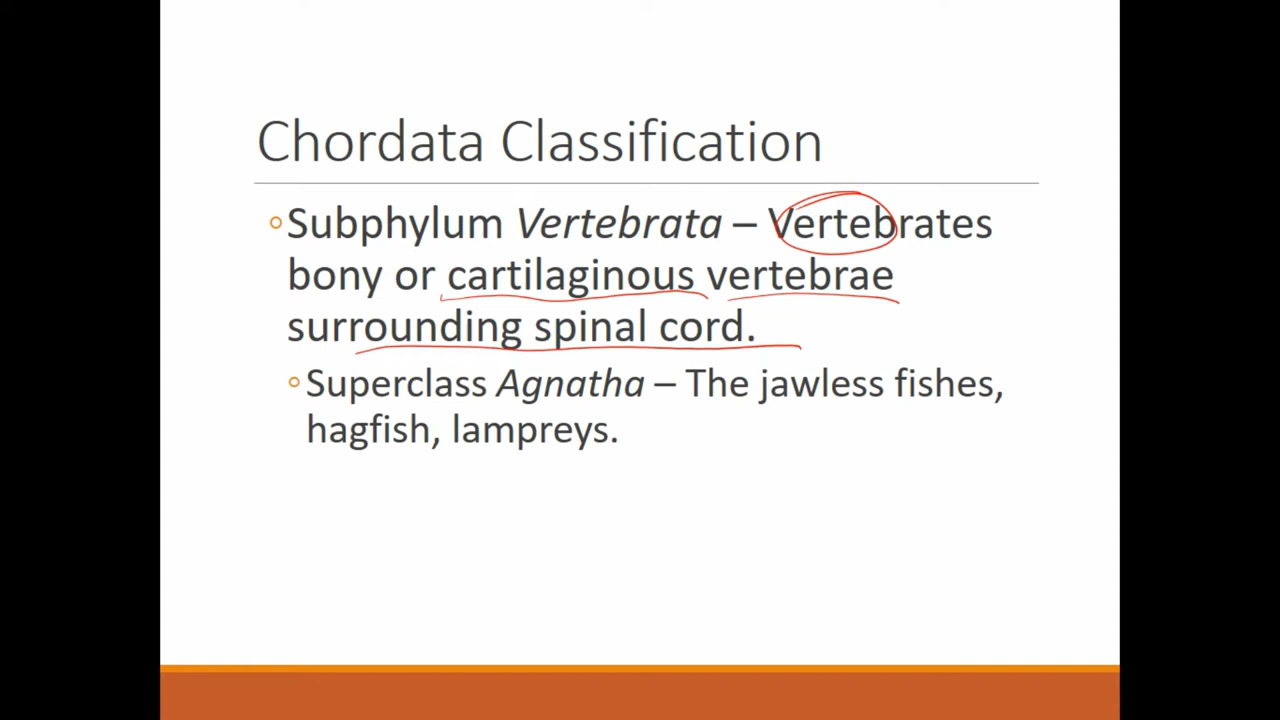 Chordata Classification
Subphylum Vertebrata – Vertebrates
bony or cartilaginous vertebrae
surrounding spinal cord.
Superclass Agnatha – The jawless fishes,
hagfish, lampreys.